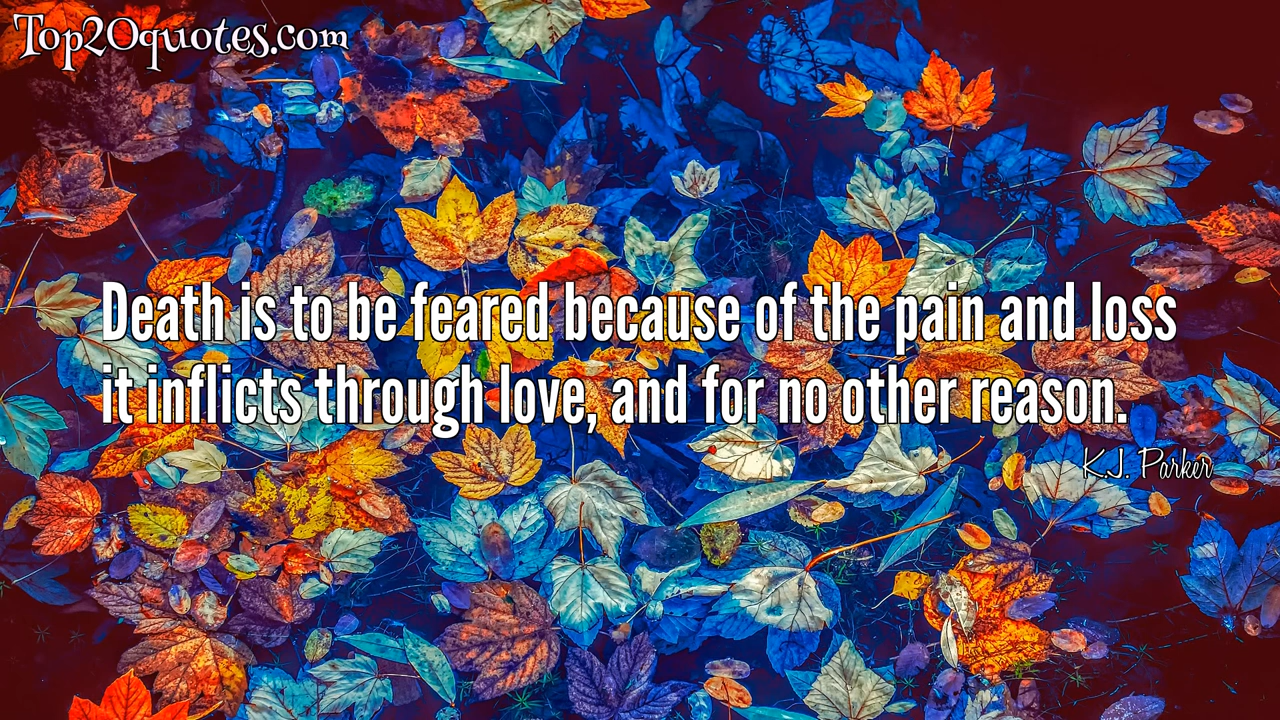 Top20quotes.com
Death is to be feared because of the pain and loss
it inflicts through love, and for no other reason.
K.J. Parker